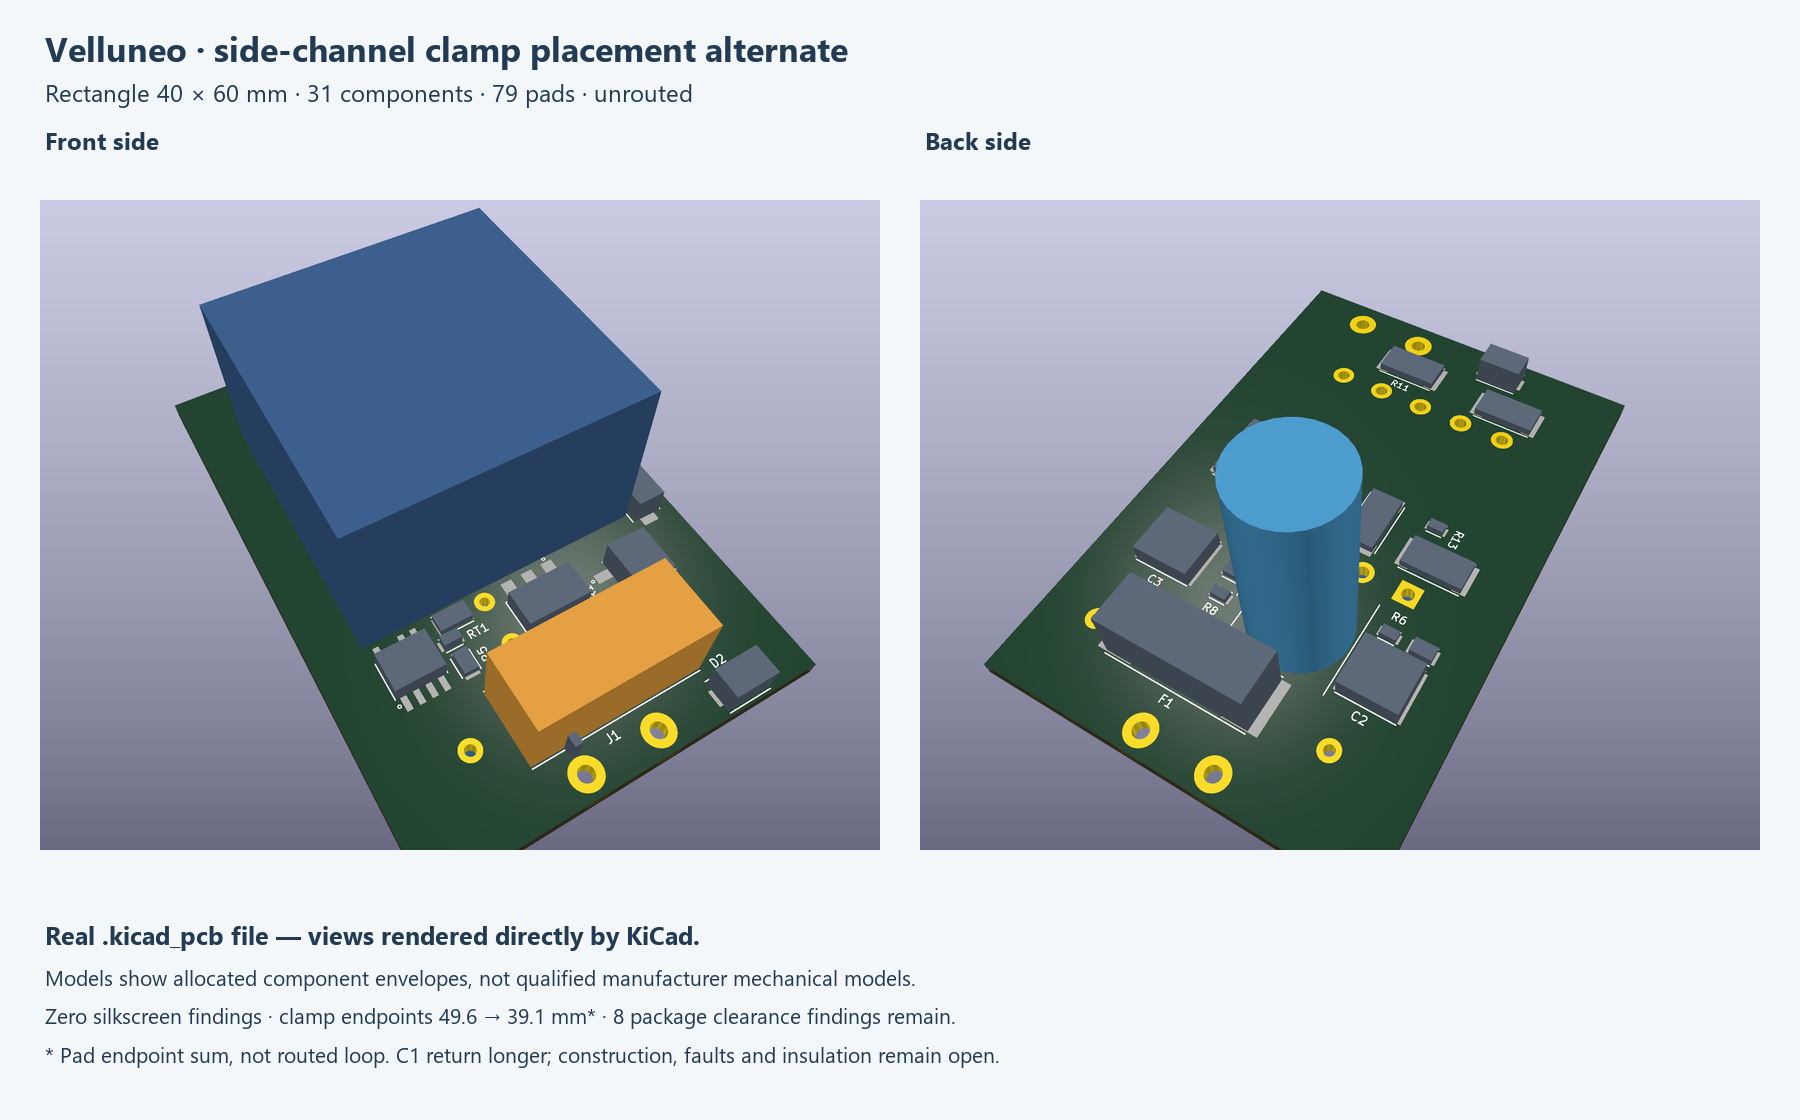 Velluneo · side-channel clamp placement alternate
Rectangle 40 × 60 mm · 31 components · 79 pads · unrouted
Front side
Back side
RT1
D2
J1
R11
R13
C3
R8
R6
F1
C2
Real .kicad_pcb file — views rendered directly by KiCad.
Models show allocated component envelopes, not qualified manufacturer mechanical models.
Zero silkscreen findings · clamp endpoints 49.6 → 39.1 mm* · 8 package clearance findings remain.
* Pad endpoint sum, not routed loop. C1 return longer; construction, faults and insulation remain open.